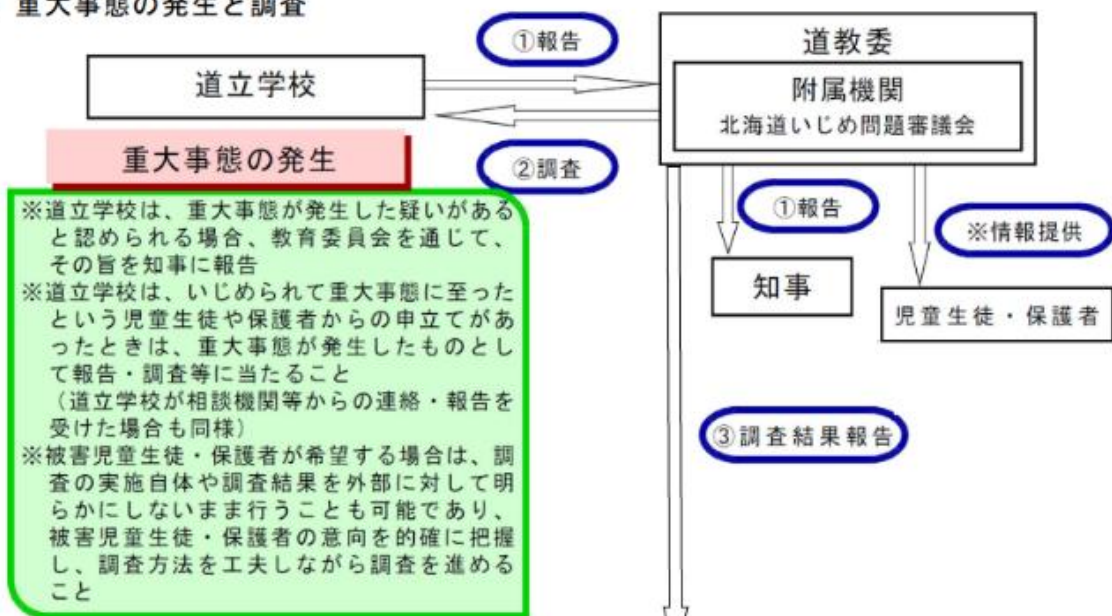 重大事態の発生と調査
①報告
道教委
道立学校
附属機関
北海道いじめ問題審議会
重大事態の発生
②調査
①報告
※情報提供
知事
児童生徒・保護者
※道立学校は、重大事態が発生した疑いがある
と認められる場合、教育委員会を通じて、
その旨を知事に報告
※道立学校は、いじめられて重大事態に至った
という児童生徒や保護者からの申立てがあ
ったときは、重大事態が発生したものとし
て報告・調査等に当たること
（道立学校が相談機関等からの連絡・報告を
受けた場合も同様）
※被害児童生徒・保護者が希望する場合は、調
査の実施自体や調査結果を外部に対して明
らかにしないまま行うことも可能であり、
被害児童生徒・保護者の意向を的確に把握
し、調査方法を工夫しながら調査を進める
こと
③調査結果報告